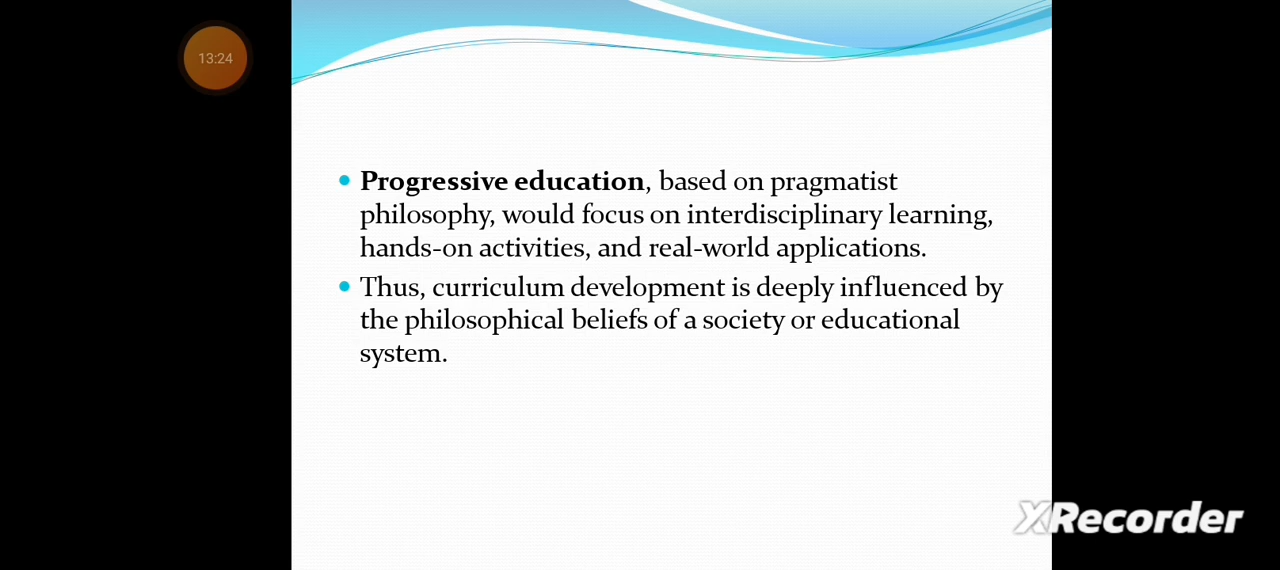 13:24
Progressive education, based on pragmatist
philosophy, would focus on interdisciplinary learning,
hands-on activities, and real-world applications.
Thus, curriculum development is deeply influenced by
the philosophical beliefs of a society or educational
system.
XRecorder